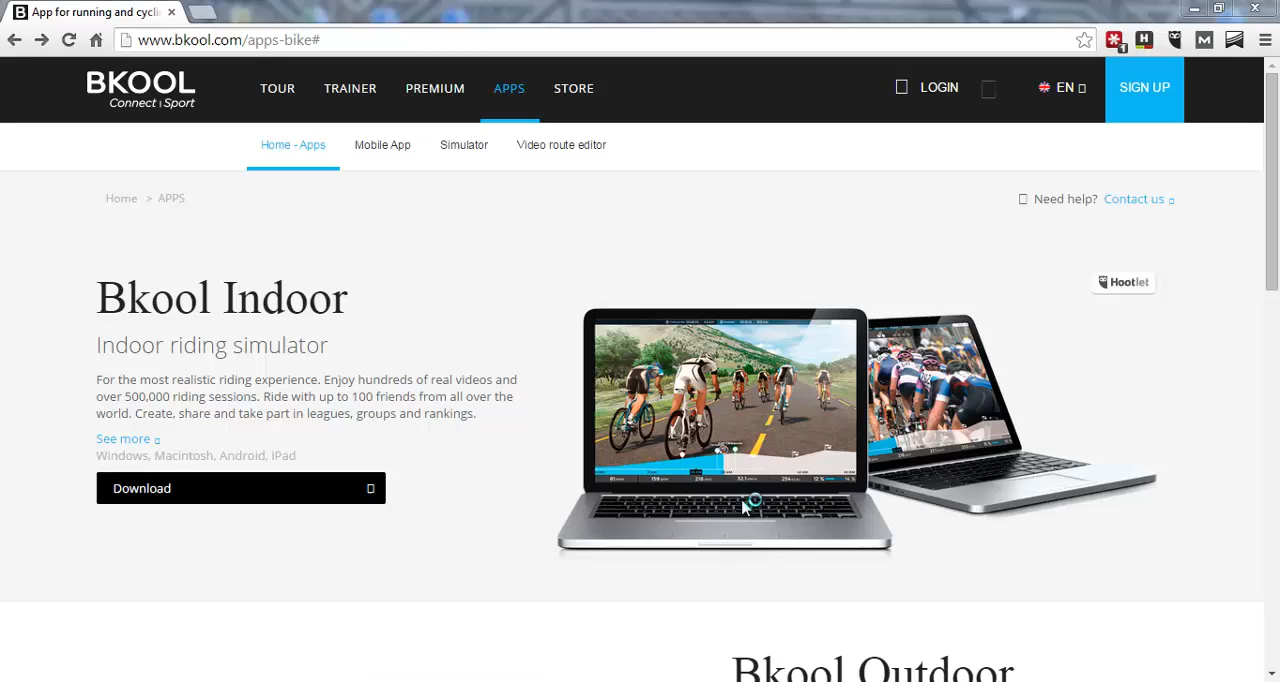 App for running and cycli
www.bkool.com/apps-bike#
1
BKOOL
Connect Sport
TOUR
TRAINER
PREMIUM
APPS
STORE
LOGIN
EN
SIGN UP
Home - Apps
Mobile App
Simulator
Video route editor
Home > APPS
Need help? Contact us
Bkool Indoor
Hootlet
Indoor riding simulator
For the most realistic riding experience. Enjoy hundreds of real videos and
over 500,000 riding sessions. Ride with up to 100 friends from all over the
world. Create, share and take part in leagues, groups and rankings.
See more
Windows, Macintosh, Android, iPad
Download
Bkool Outdoor